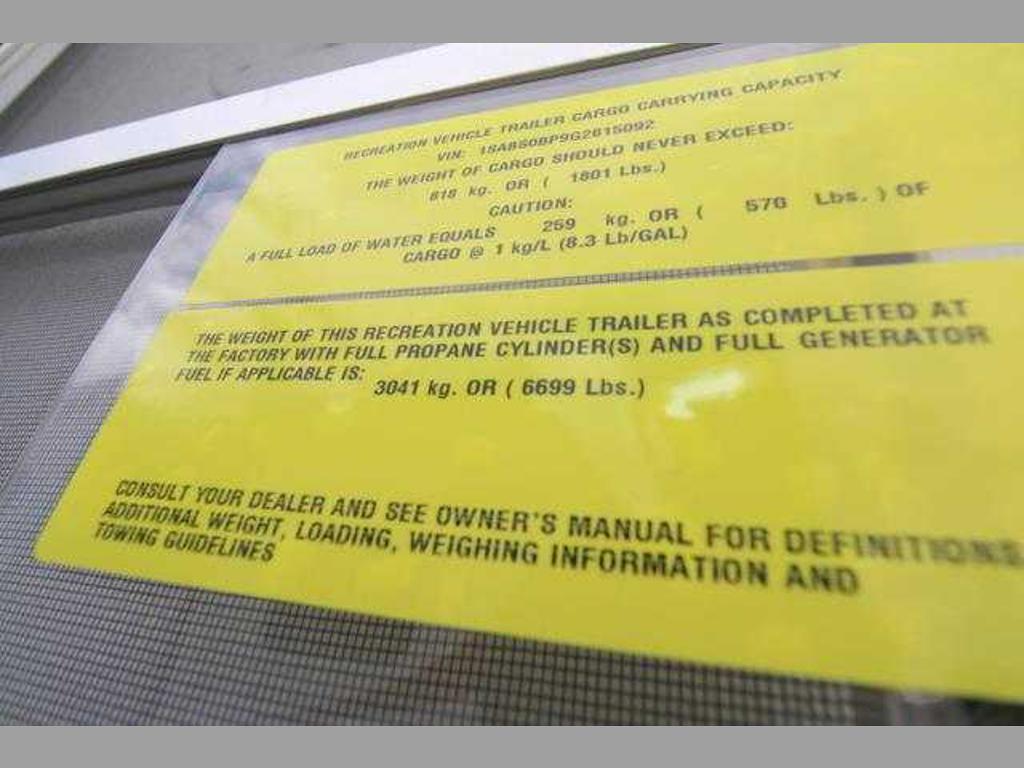 RECREATION VEHICLE TRAILER CARGO CARRYING CAPACITY
VIN: 1SABS0BP9G2815092
THE WEIGHT OF CARGO SHOULD NEVER EXCEED:
818 kg. OR ( 1801 Lbs.)
CAUTION:
A FULL LOAD OF WATER EQUALS 259 kg. OR ( 570 Lbs. ) OF
CARGO @ 1 kg/L (8.3 Lb/GAL)
THE WEIGHT OF THIS RECREATION VEHICLE TRAILER AS COMPLETED AT
THE FACTORY WITH FULL PROPANE CYLINDER(S) AND FULL GENERATOR
FUEL IF APPLICABLE IS:
3041 kg. OR ( 6699 Lbs.)
CONSULT YOUR DEALER AND SEE OWNER'S MANUAL FOR DEFINITIONS,
ADDITIONAL WEIGHT, LOADING, WEIGHING INFORMATION AND
TOWING GUIDELINES